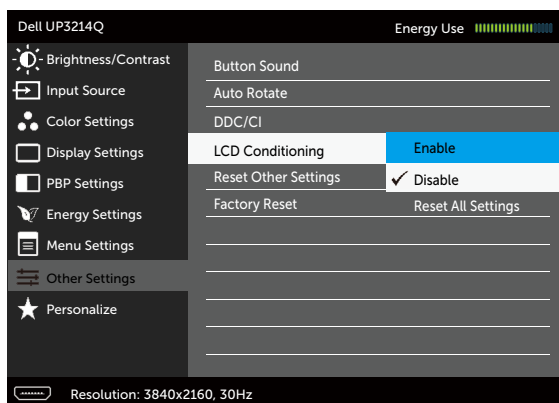 Dell UP3214Q
Energy Use
Brightness/Contrast
Input Source
Color Settings
Display Settings
PBP Settings
Energy Settings
Menu Settings
Other Settings
Personalize
Button Sound
Auto Rotate
DDC/CI
LCD Conditioning
Reset Other Settings
Factory Reset
Enable
Disable
Reset All Settings
Resolution: 3840x2160, 30Hz